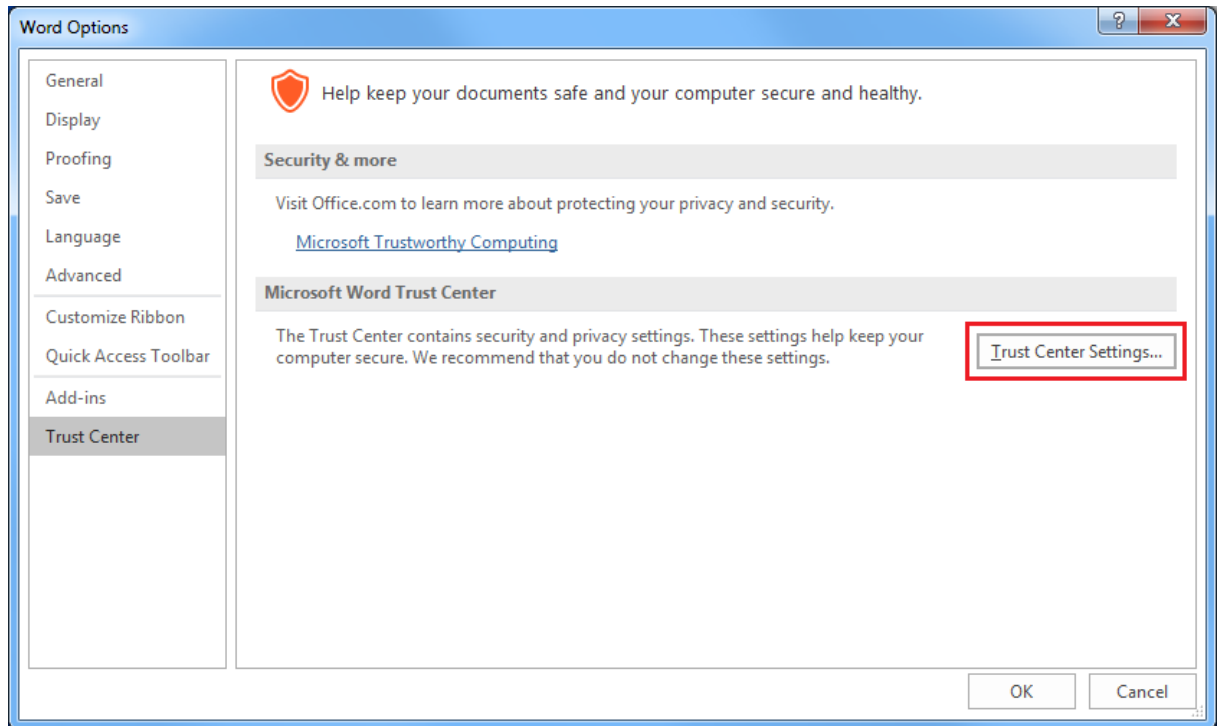 Word Options
?
X
General
Display
Proofing
Save
Language
Advanced
Customize Ribbon
Quick Access Toolbar
Add-ins
Trust Center
Help keep your documents safe and your computer secure and healthy.
Security & more
Visit Office.com to learn more about protecting your privacy and security.
Microsoft Trustworthy Computing
Microsoft Word Trust Center
The Trust Center contains security and privacy settings. These settings help keep your
computer secure. We recommend that you do not change these settings.
Trust Center Settings...
OK
Cancel